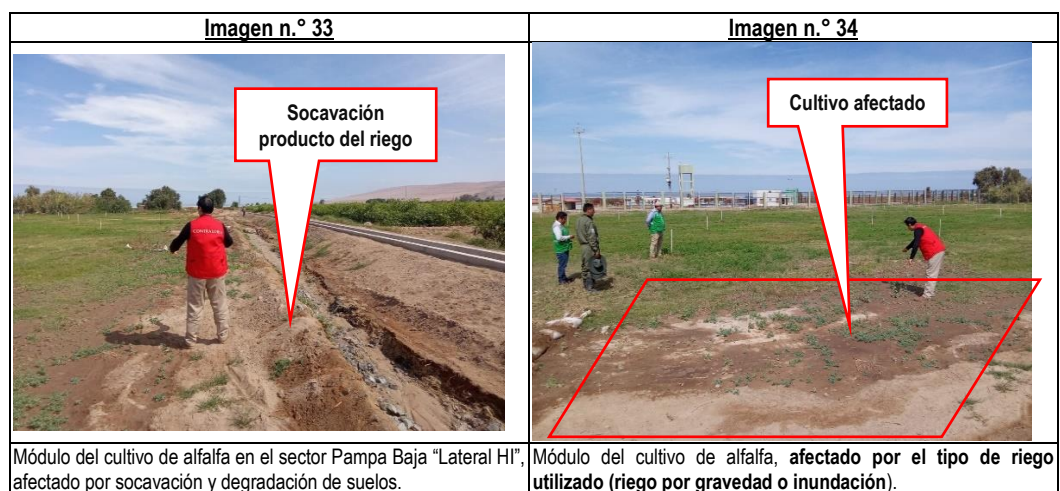 Imagen n.° 33
Imagen n.° 34
Socavación
producto del riego
CONTRALORÍA
Cultivo afectado
Módulo del cultivo de alfalfa en el sector Pampa Baja “Lateral HI”,
afectado por socavación y degradación de suelos.
Módulo del cultivo de alfalfa, afectado por el tipo de riego
utilizado (riego por gravedad o inundación).